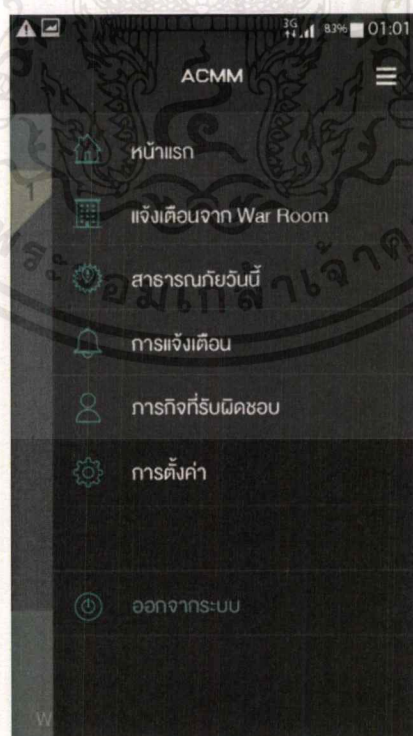 3G 83% 01:01
ACMM
1
หน้าแรก
แจ้งเตือนจาก War Room
สาธารณภัยวันนี้
การแจ้งเตือน
ภารกิจที่รับผิดชอบ
การตั้งค่า
ออกจากระบบ
W